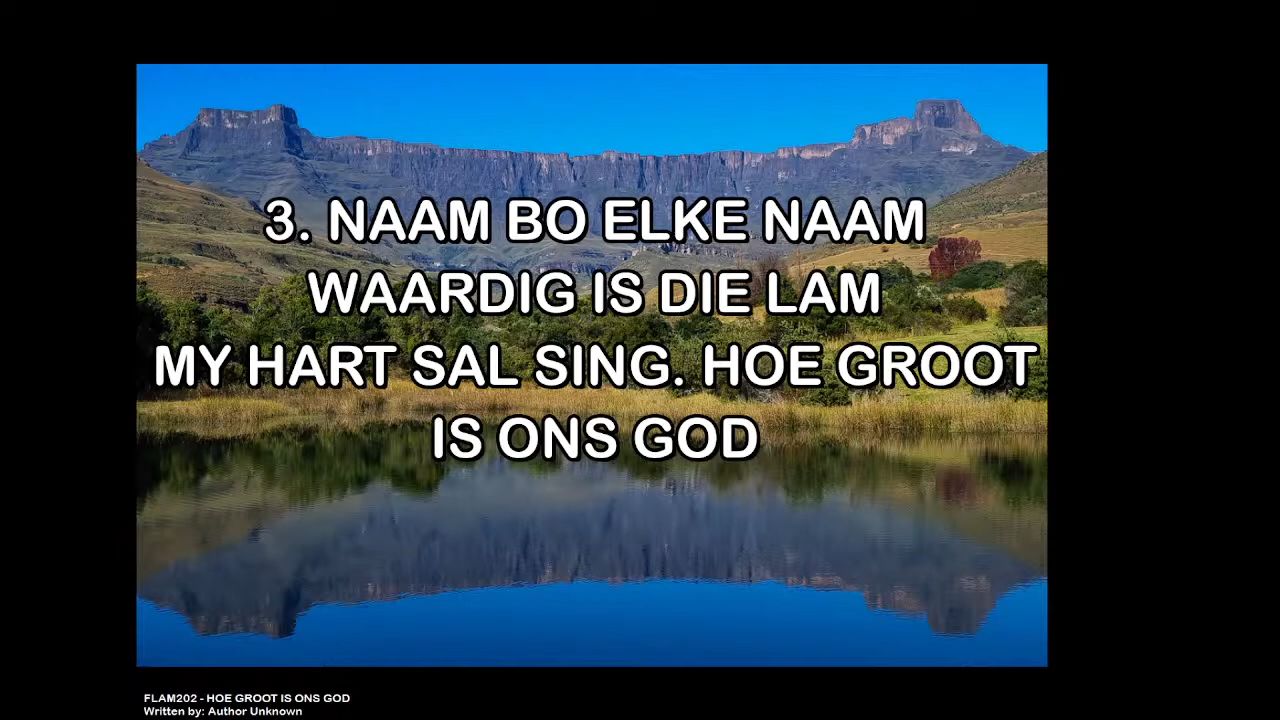 3. NAAM BO ELKE NAAM
WAARDIG IS DIE LAM
MY HART SAL SING. HOE GROOT
IS ONS GOD
FLAM202 - HOE GROOT IS ONS GOD
Written by: Author Unknown